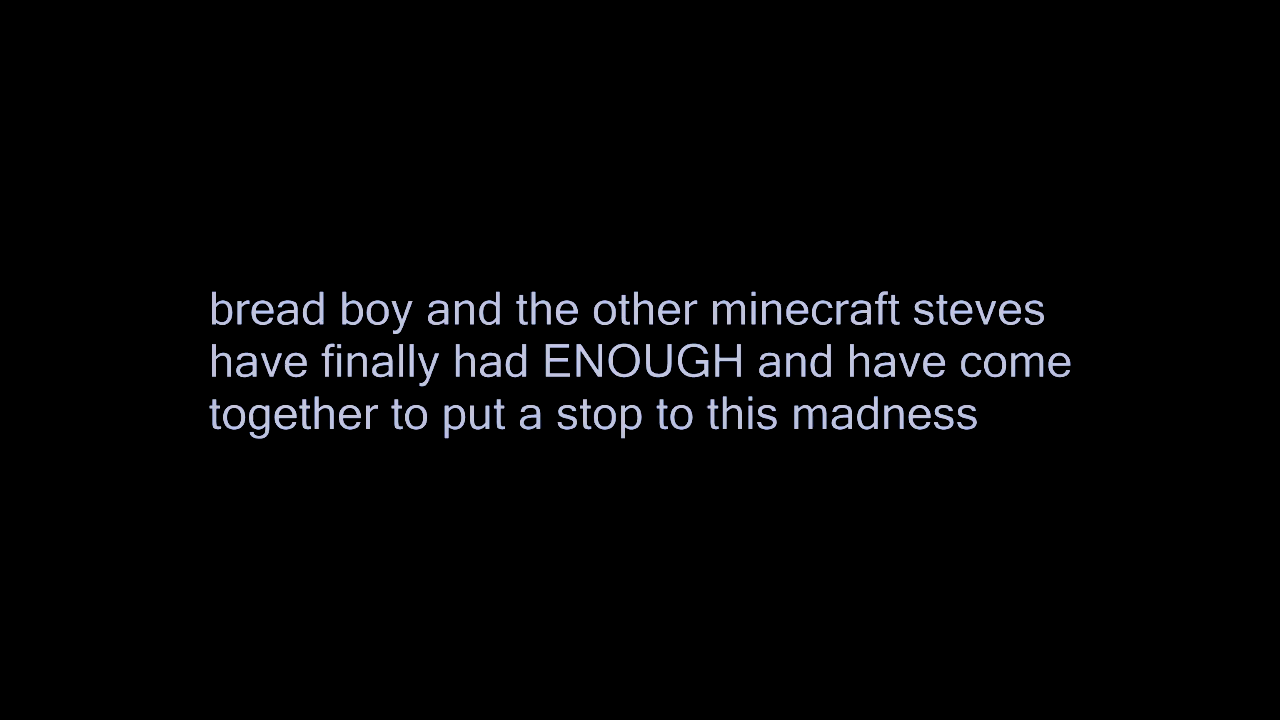 bread boy and the other minecraft steves
have finally had ENOUGH and have come
together to put a stop to this madness